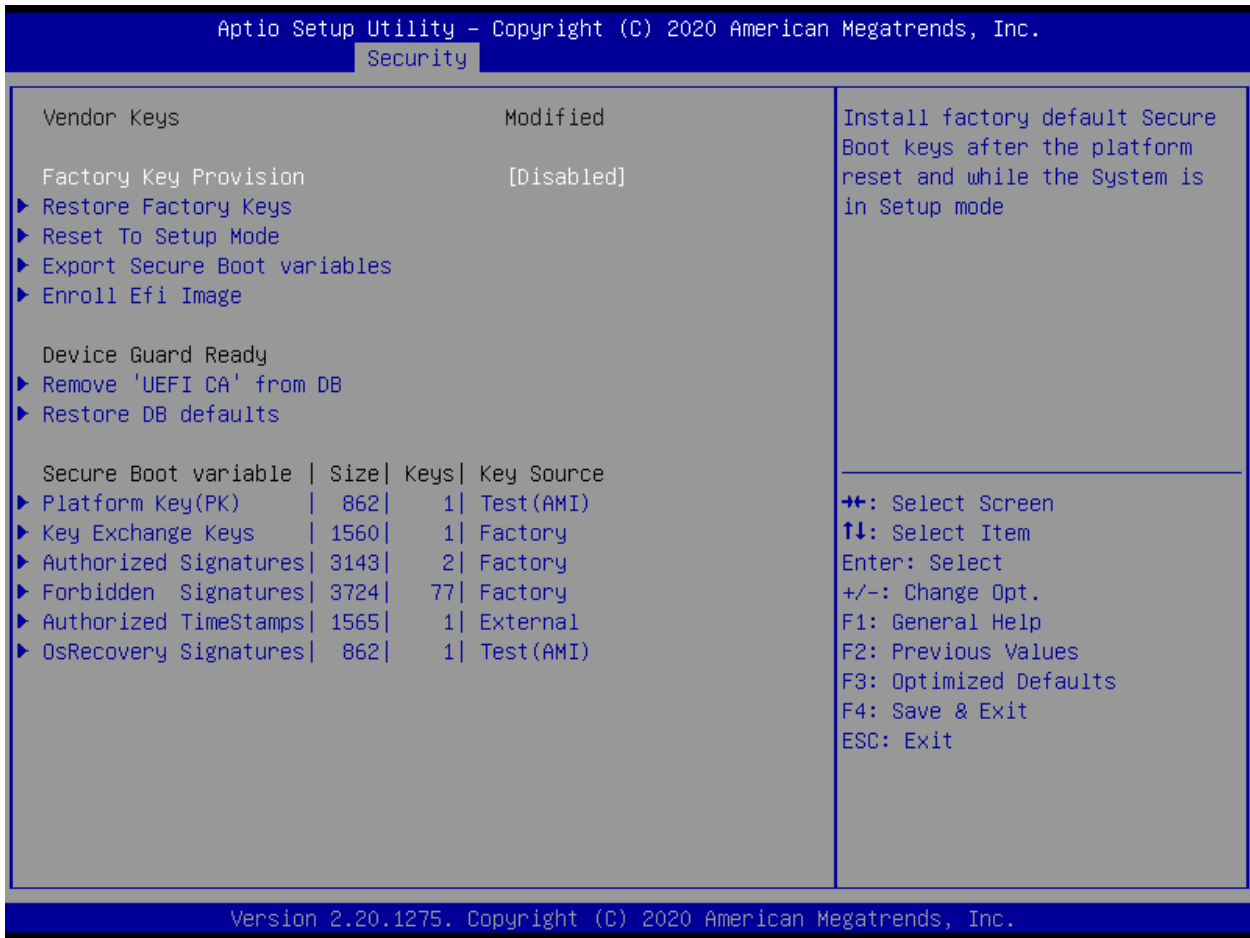 Aptio Setup Utility – Copyright (C) 2020 American Megatrends, Inc.
Security
Vendor Keys Modified
Factory Key Provision [Disabled]
▶ Restore Factory Keys
▶ Reset To Setup Mode
▶ Export Secure Boot variables
▶ Enroll Efi Image
Device Guard Ready
▶ Remove 'UEFI CA' from DB
▶ Restore DB defaults
Secure Boot variable | Size| Keys| Key Source
▶ Platform Key(PK) | 862| 1| Test(AMI)
▶ Key Exchange Keys | 1560| 1| Factory
▶ Authorized Signatures| 3143| 2| Factory
▶ Forbidden Signatures| 3724| 77| Factory
▶ Authorized TimeStamps| 1565| 1| External
▶ OsRecovery Signatures| 862| 1| Test(AMI)
Install factory default Secure
Boot keys after the platform
reset and while the System is
in Setup mode
→←: Select Screen
↑↓: Select Item
Enter: Select
+/-: Change Opt.
F1: General Help
F2: Previous Values
F3: Optimized Defaults
F4: Save & Exit
ESC: Exit
Version 2.20.1275. Copyright (C) 2020 American Megatrends, Inc.